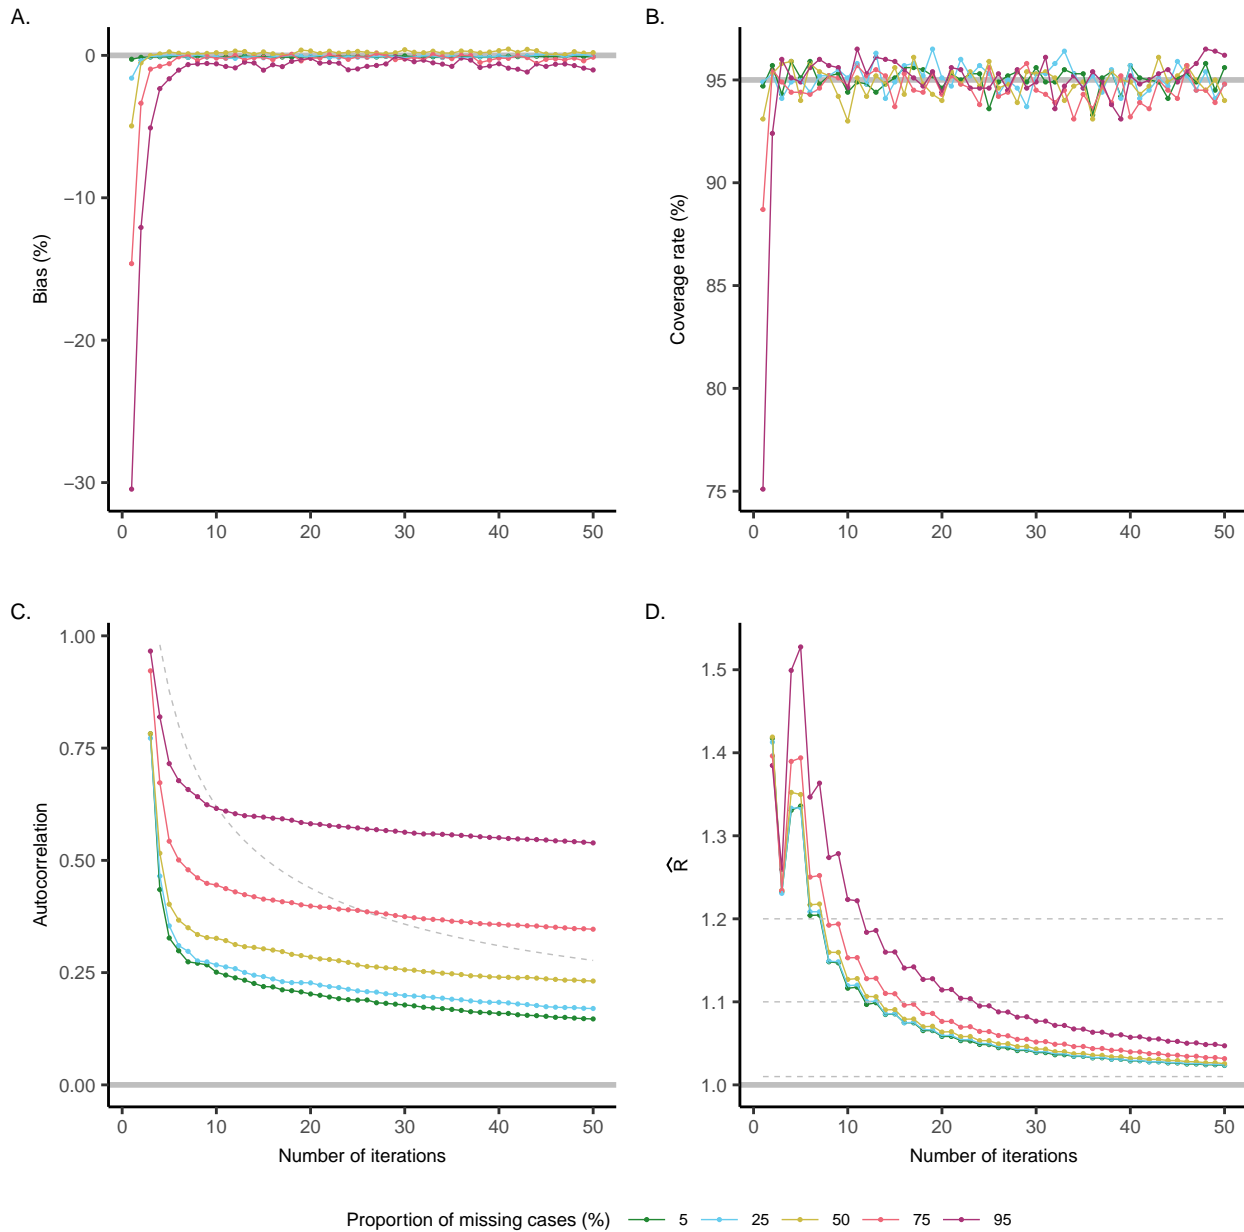 A.
0
−10
−20
−30
Bias (%)
0 10 20 30 40 50
B.
95
90
85
80
75
Coverage rate (%)
0 10 20 30 40 50
C.
1.00
0.75
0.50
0.25
0.00
Autocorrelation
0 10 20 30 40 50
Number of iterations
D.
1.5
1.4
1.3
1.2
1.1
1.0
R̂
0 10 20 30 40 50
Number of iterations
Proportion of missing cases (%) 5 25 50 75 95